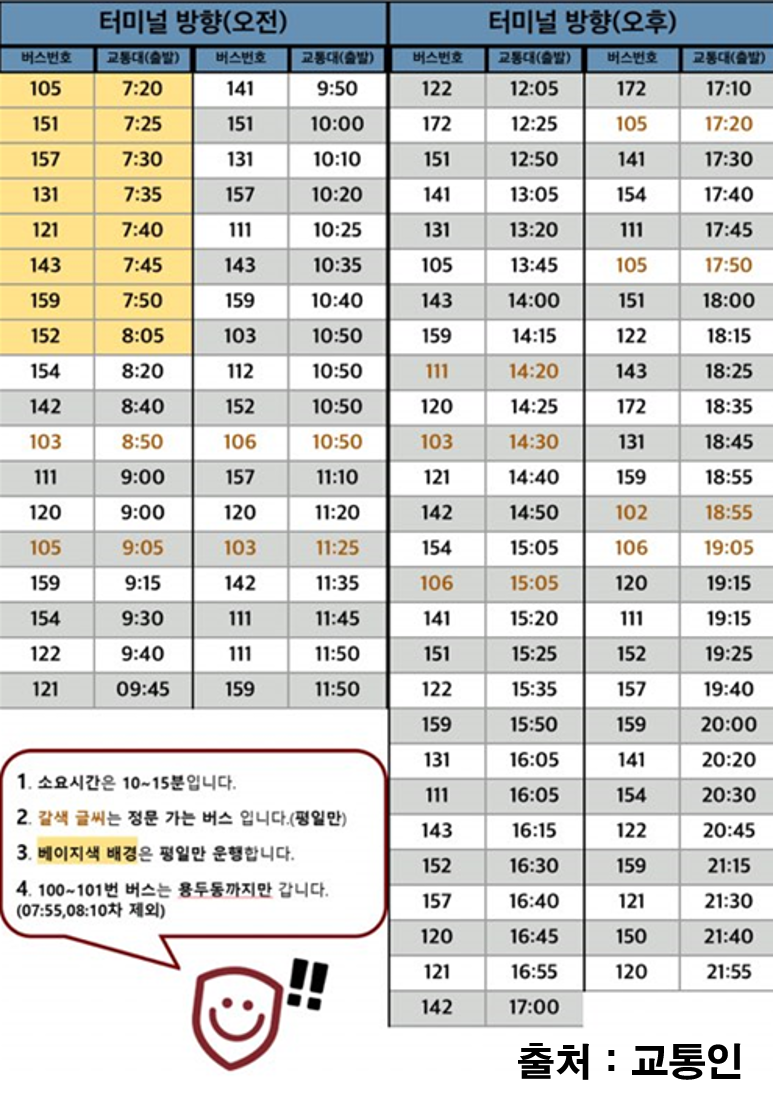 터미널 방향(오전) 터미널 방향(오후)
버스번호 교통대(출발) 버스번호 교통대(출발) 버스번호 교통대(출발) 버스번호 교통대(출발)
105 7:20 141 9:50 122 12:05 172 17:10
151 7:25 151 10:00 172 12:25 105 17:20
157 7:30 131 10:10 151 12:50 141 17:30
131 7:35 157 10:20 141 13:05 154 17:40
121 7:40 111 10:25 131 13:20 111 17:45
143 7:45 143 10:35 105 13:45 105 17:50
159 7:50 159 10:40 143 14:00 151 18:00
152 8:05 103 10:50 159 14:15 122 18:15
154 8:20 112 10:50 111 14:20 143 18:25
142 8:40 152 10:50 120 14:25 172 18:35
103 8:50 106 10:50 103 14:30 131 18:45
111 9:00 157 11:10 121 14:40 159 18:55
120 9:00 120 11:20 142 14:50 102 18:55
105 9:05 103 11:25 154 15:05 106 19:05
159 9:15 142 11:35 106 15:05 120 19:15
154 9:30 111 11:45 141 15:20 111 19:15
122 9:40 111 11:50 151 15:25 152 19:25
121 09:45 159 11:50 122 15:35 157 19:40
159 15:50 159 20:00
131 16:05 141 20:20
111 16:05 154 20:30
143 16:15 122 20:45
152 16:30 159 21:15
157 16:40 121 21:30
120 16:45 150 21:40
121 16:55 120 21:55
142 17:00
1. 소요시간은 10~15분입니다.
2. 갈색 글씨는 정문 가는 버스 입니다.(평일만)
3. 베이지색 배경은 평일만 운행합니다.
4. 100~101번 버스는 용두동까지만 갑니다.
(07:55,08:10차 제외)
!!
출처 : 교통인